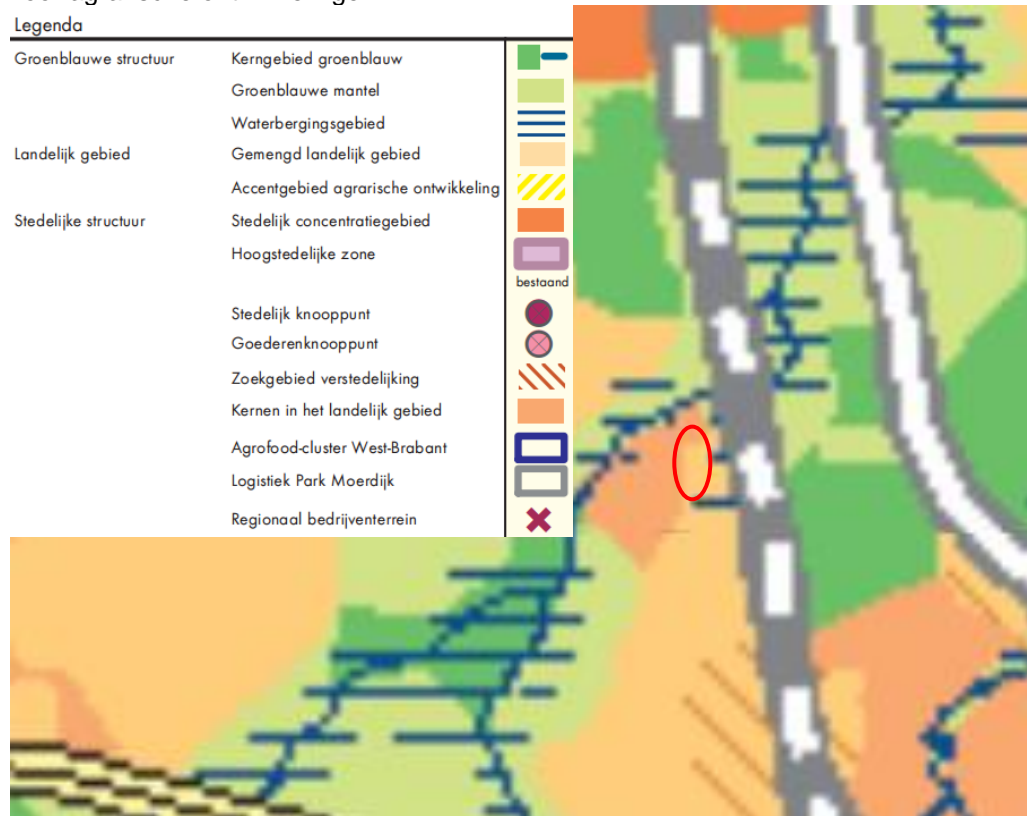 Legenda
Groenblauwe structuur Kerngebied groenblauw
Groenblauwe mantel
Waterbergingsgebied
Landelijk gebied Gemengd landelijk gebied
Accentgebied agrarische ontwikkeling
Stedelijke structuur Stedelijk concentratiegebied
Hoogstedelijke zone
bestaand
Stedelijk knooppunt
Goederenknooppunt
Zoekgebied verstedelijking
Kernen in het landelijk gebied
Agrofood-cluster West-Brabant
Logistiek Park Moerdijk
Regionaal bedrijventerrein